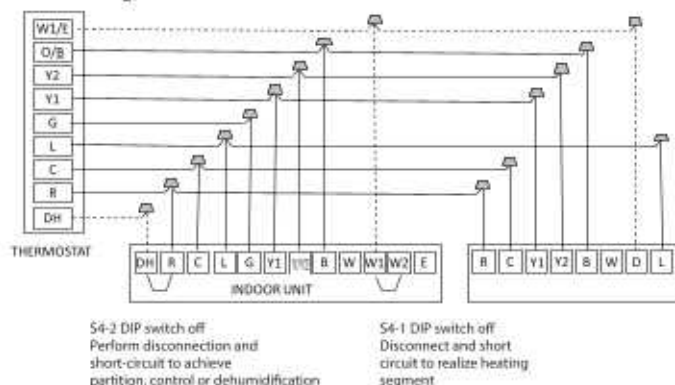 W1/E
O/B
Y2
Y1
G
L
C
R
DH
THERMOSTAT
DH R C L G Y1 B W W1 W2 E
INDOOR UNIT
R C Y1 Y2 B W D L
S4-2 DIP switch off
Perform disconnection and
short-circuit to achieve
partition, control or dehumidification
S4-1 DIP switch off
Disconnect and short
circuit to realize heating
segment